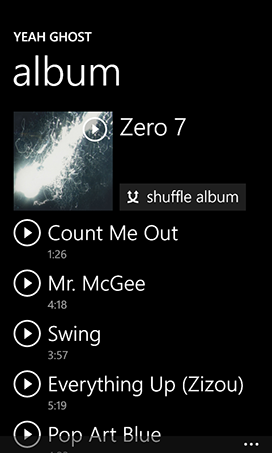 YEAH GHOST
album
Zero 7
shuffle album
Count Me Out
1:26
Mr. McGee
4:18
Swing
3:57
Everything Up (Zizou)
5:19
Pop Art Blue